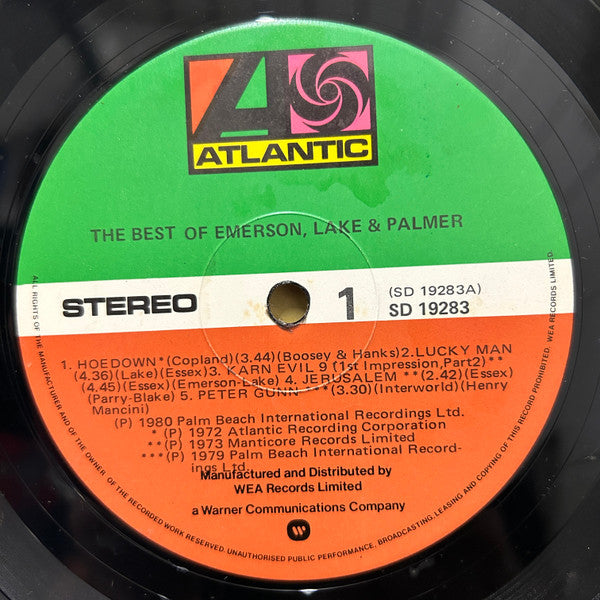 ATLANTIC
THE BEST OF EMERSON, LAKE & PALMER
STEREO 1 (SD 19283A)
SD 19283
1. HOEDOWN*(Copland)(3.44)(Boosey & Hanks)2.LUCKY MAN
(4.36)(Lake)(Essex)3. KARN EVIL 9 (1st Impression,Part2)**
(4.45)(Essex)(Emerson-Lake) 4. JERUSALEM **(2.42)(Essex)
(Parry-Blake) 5. PETER GUNN ***(3.30)(Interworld)(Henry
Mancini)
(P) 1980 Palm Beach International Recordings Ltd.
*(P) 1972 Atlantic Recording Corporation
**(P) 1973 Manticore Records Limited
***(P) 1979 Palm Beach International Record-
ings Ltd.
Manufactured and Distributed by
WEA Records Limited
a Warner Communications Company
ALL RIGHTS OF THE MANUFACTURER AND OF THE OWNER OF THE RECORDED WORK RESERVED. UNAUTHORISED PUBLIC PERFORMANCE, BROADCASTING, LEASING AND COPYING OF THIS RECORD PROHIBITED. WEA RECORDS LIMITED.